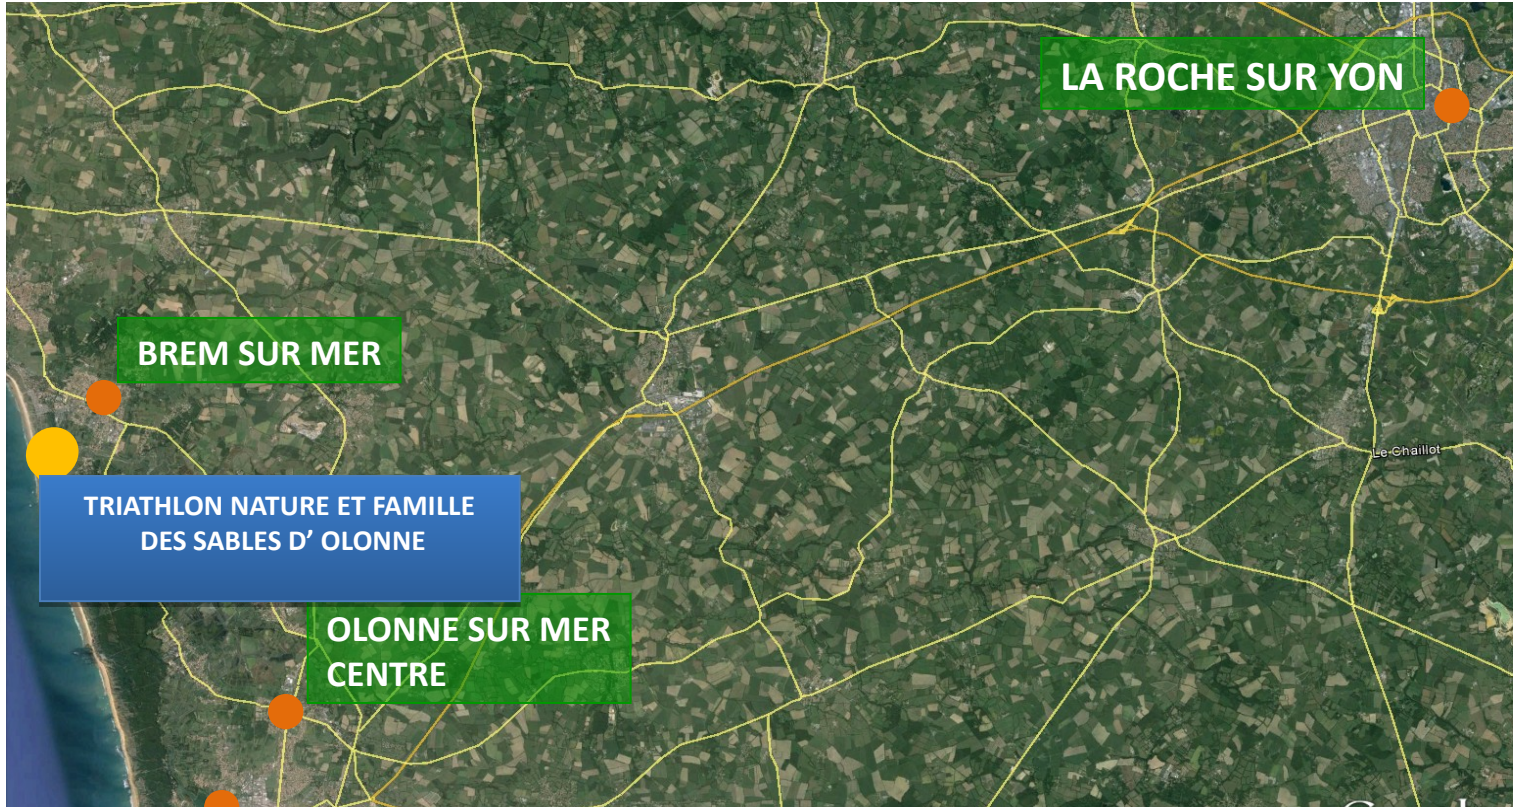 LA ROCHE SUR YON
BREM SUR MER
Le Chaillot
TRIATHLON NATURE ET FAMILLE
DES SABLES D’ OLONNE
OLONNE SUR MER
CENTRE